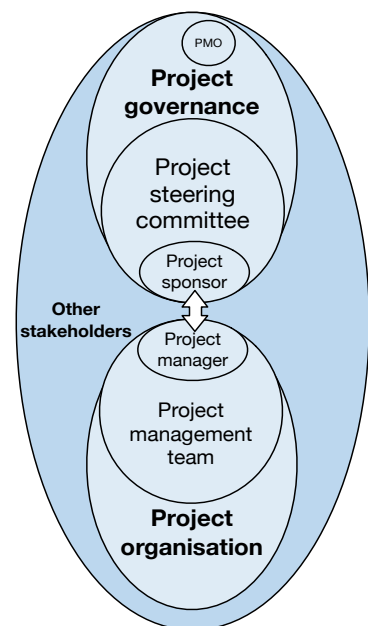 PMO
Project
governance
Project
steering
committee
Project
sponsor
Other
stakeholders
Project
manager
Project
management
team
Project
organisation